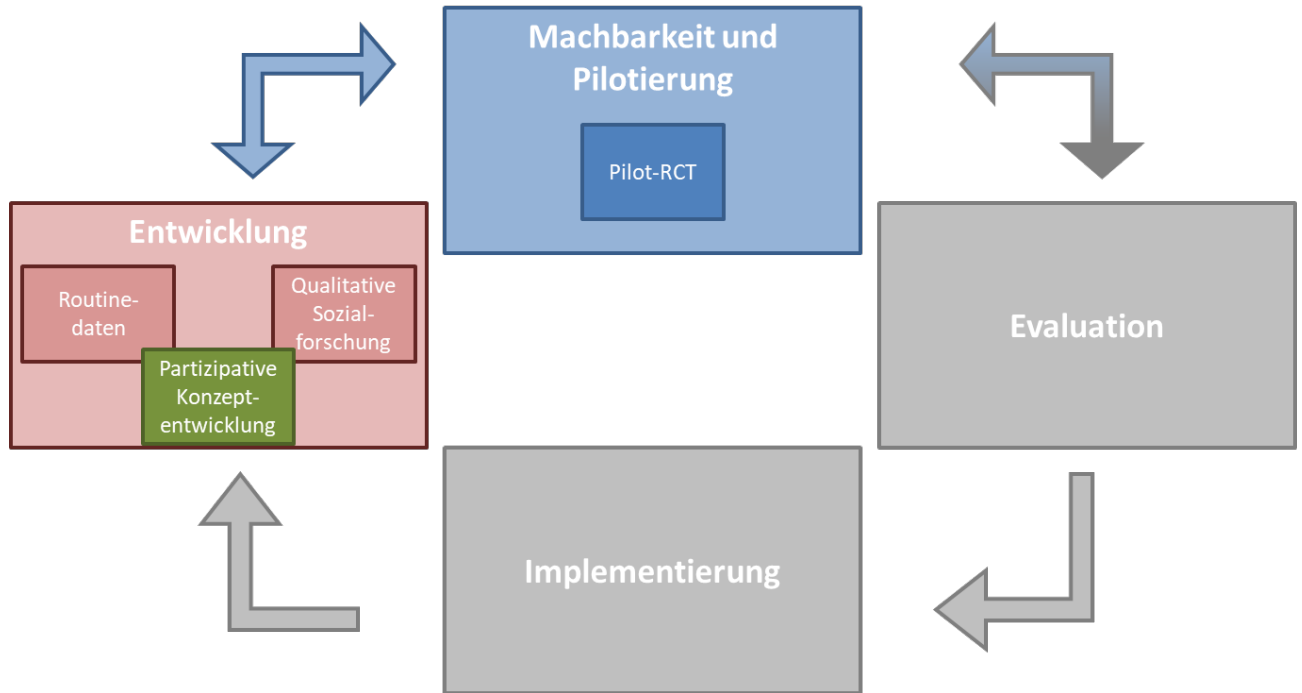 Machbarkeit und
Pilotierung
Pilot-RCT
Entwicklung
Routine-
daten
Qualitative
Sozial-
forschung
Partizipative
Konzept-
entwicklung
Evaluation
Implementierung